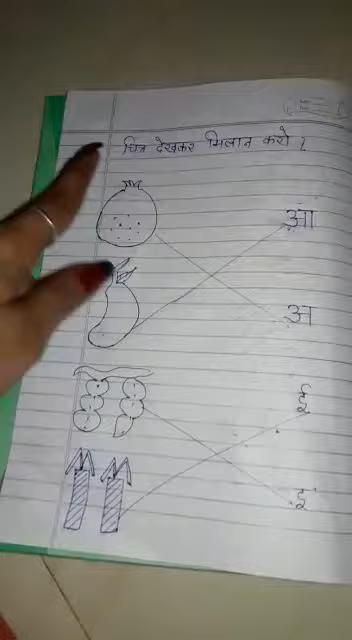 चित्र देखकर मिलान करो ।
आ
अ
ई
इ